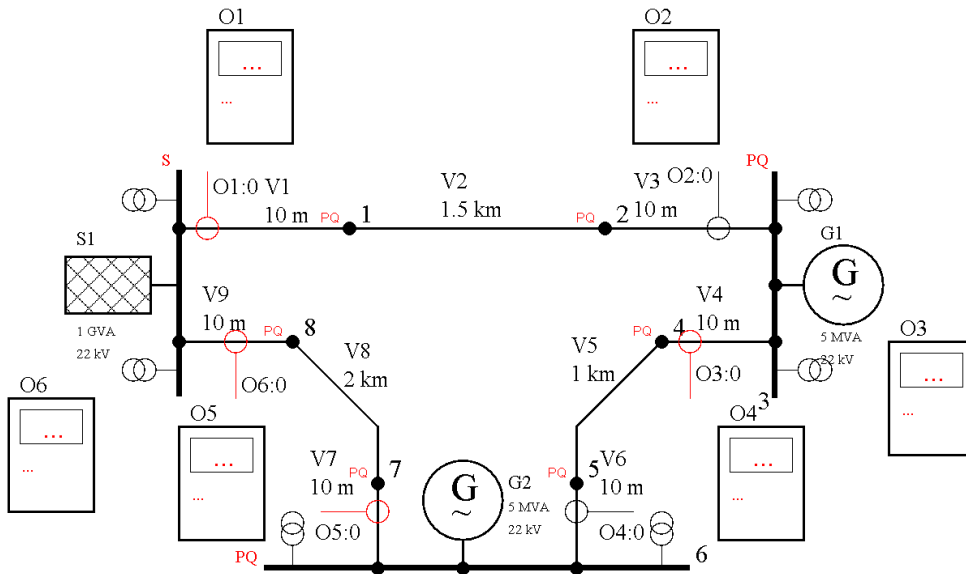 O1
...
...
O2
...
...
S
PQ
O1:0
V1
10 m
PQ
1
V2
1.5 km
PQ
2
V3
10 m
O2:0
S1
1 GVA
22 kV
G
~
G1
5 MVA
22 kV
V9
10 m
PQ
8
V8
2 km
O6:0
V4
10 m
PQ
4
V5
1 km
O3:0
3
O3
...
...
O6
...
...
O5
...
...
O4
...
...
V7
10 m
PQ
7
O5:0
G
~
G2
5 MVA
22 kV
PQ
5
V6
10 m
O4:0
PQ
6